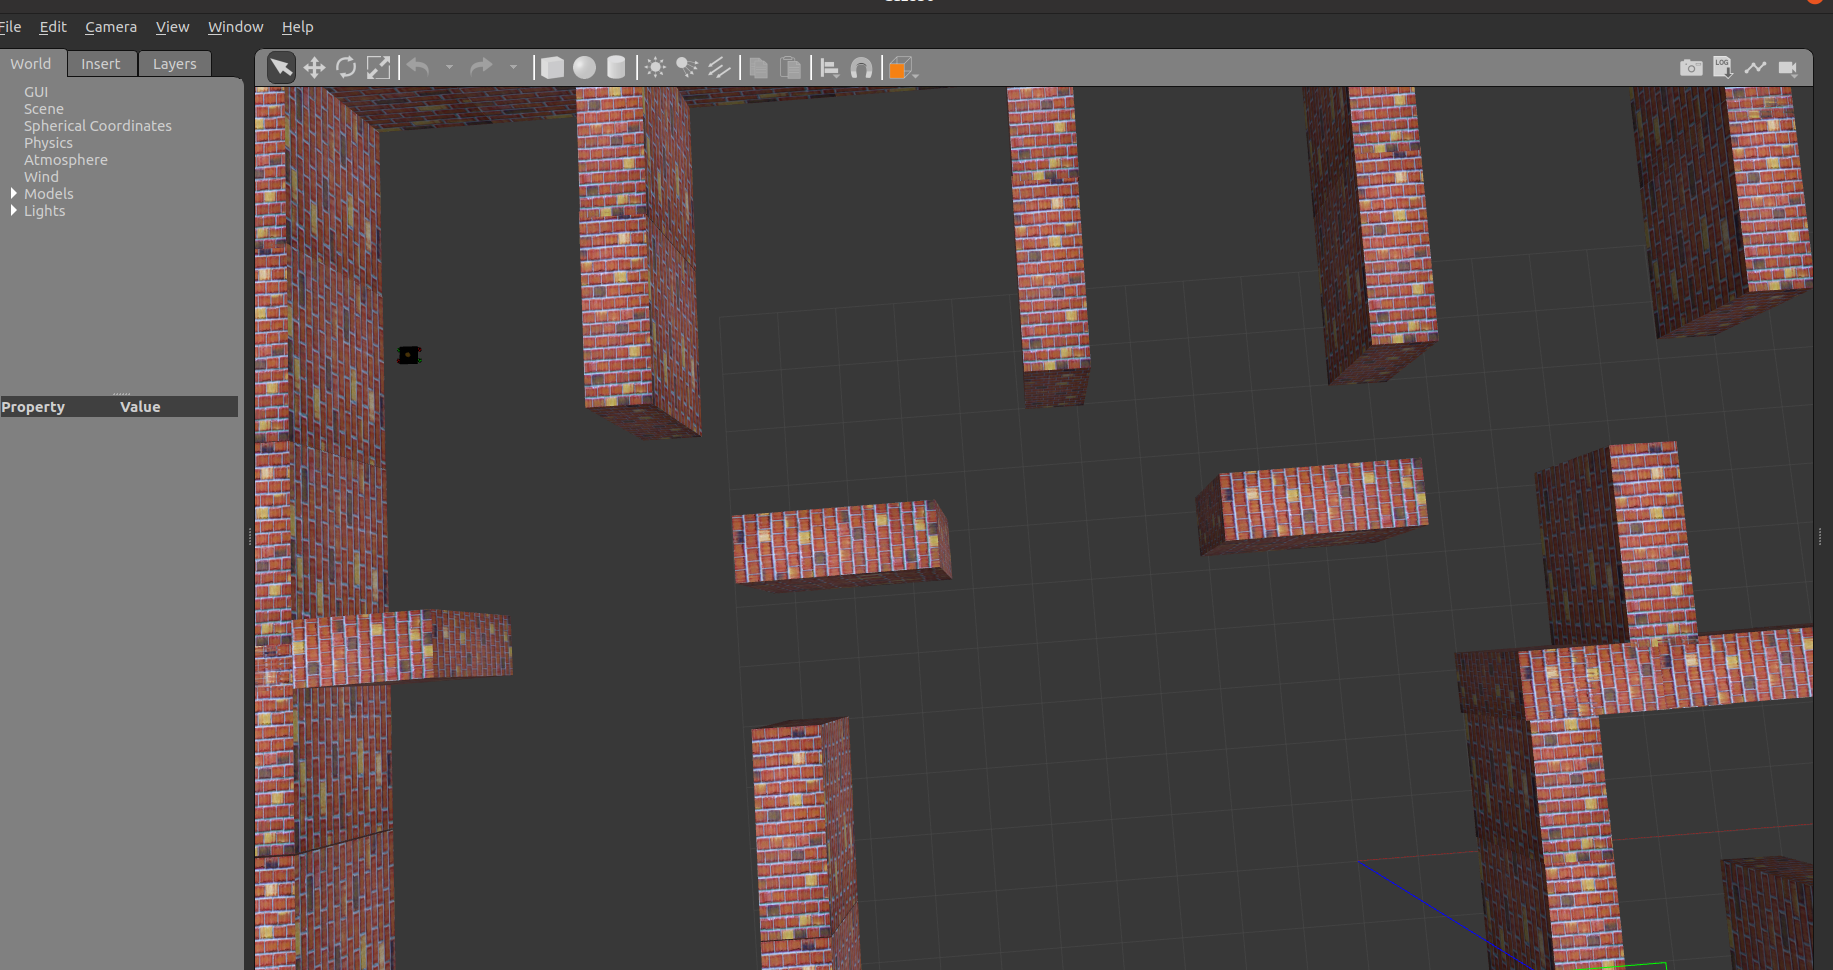 File Edit Camera View Window Help
World Insert Layers
LOG
GUI
Scene
Spherical Coordinates
Physics
Atmosphere
Wind
Models
Lights
Property Value